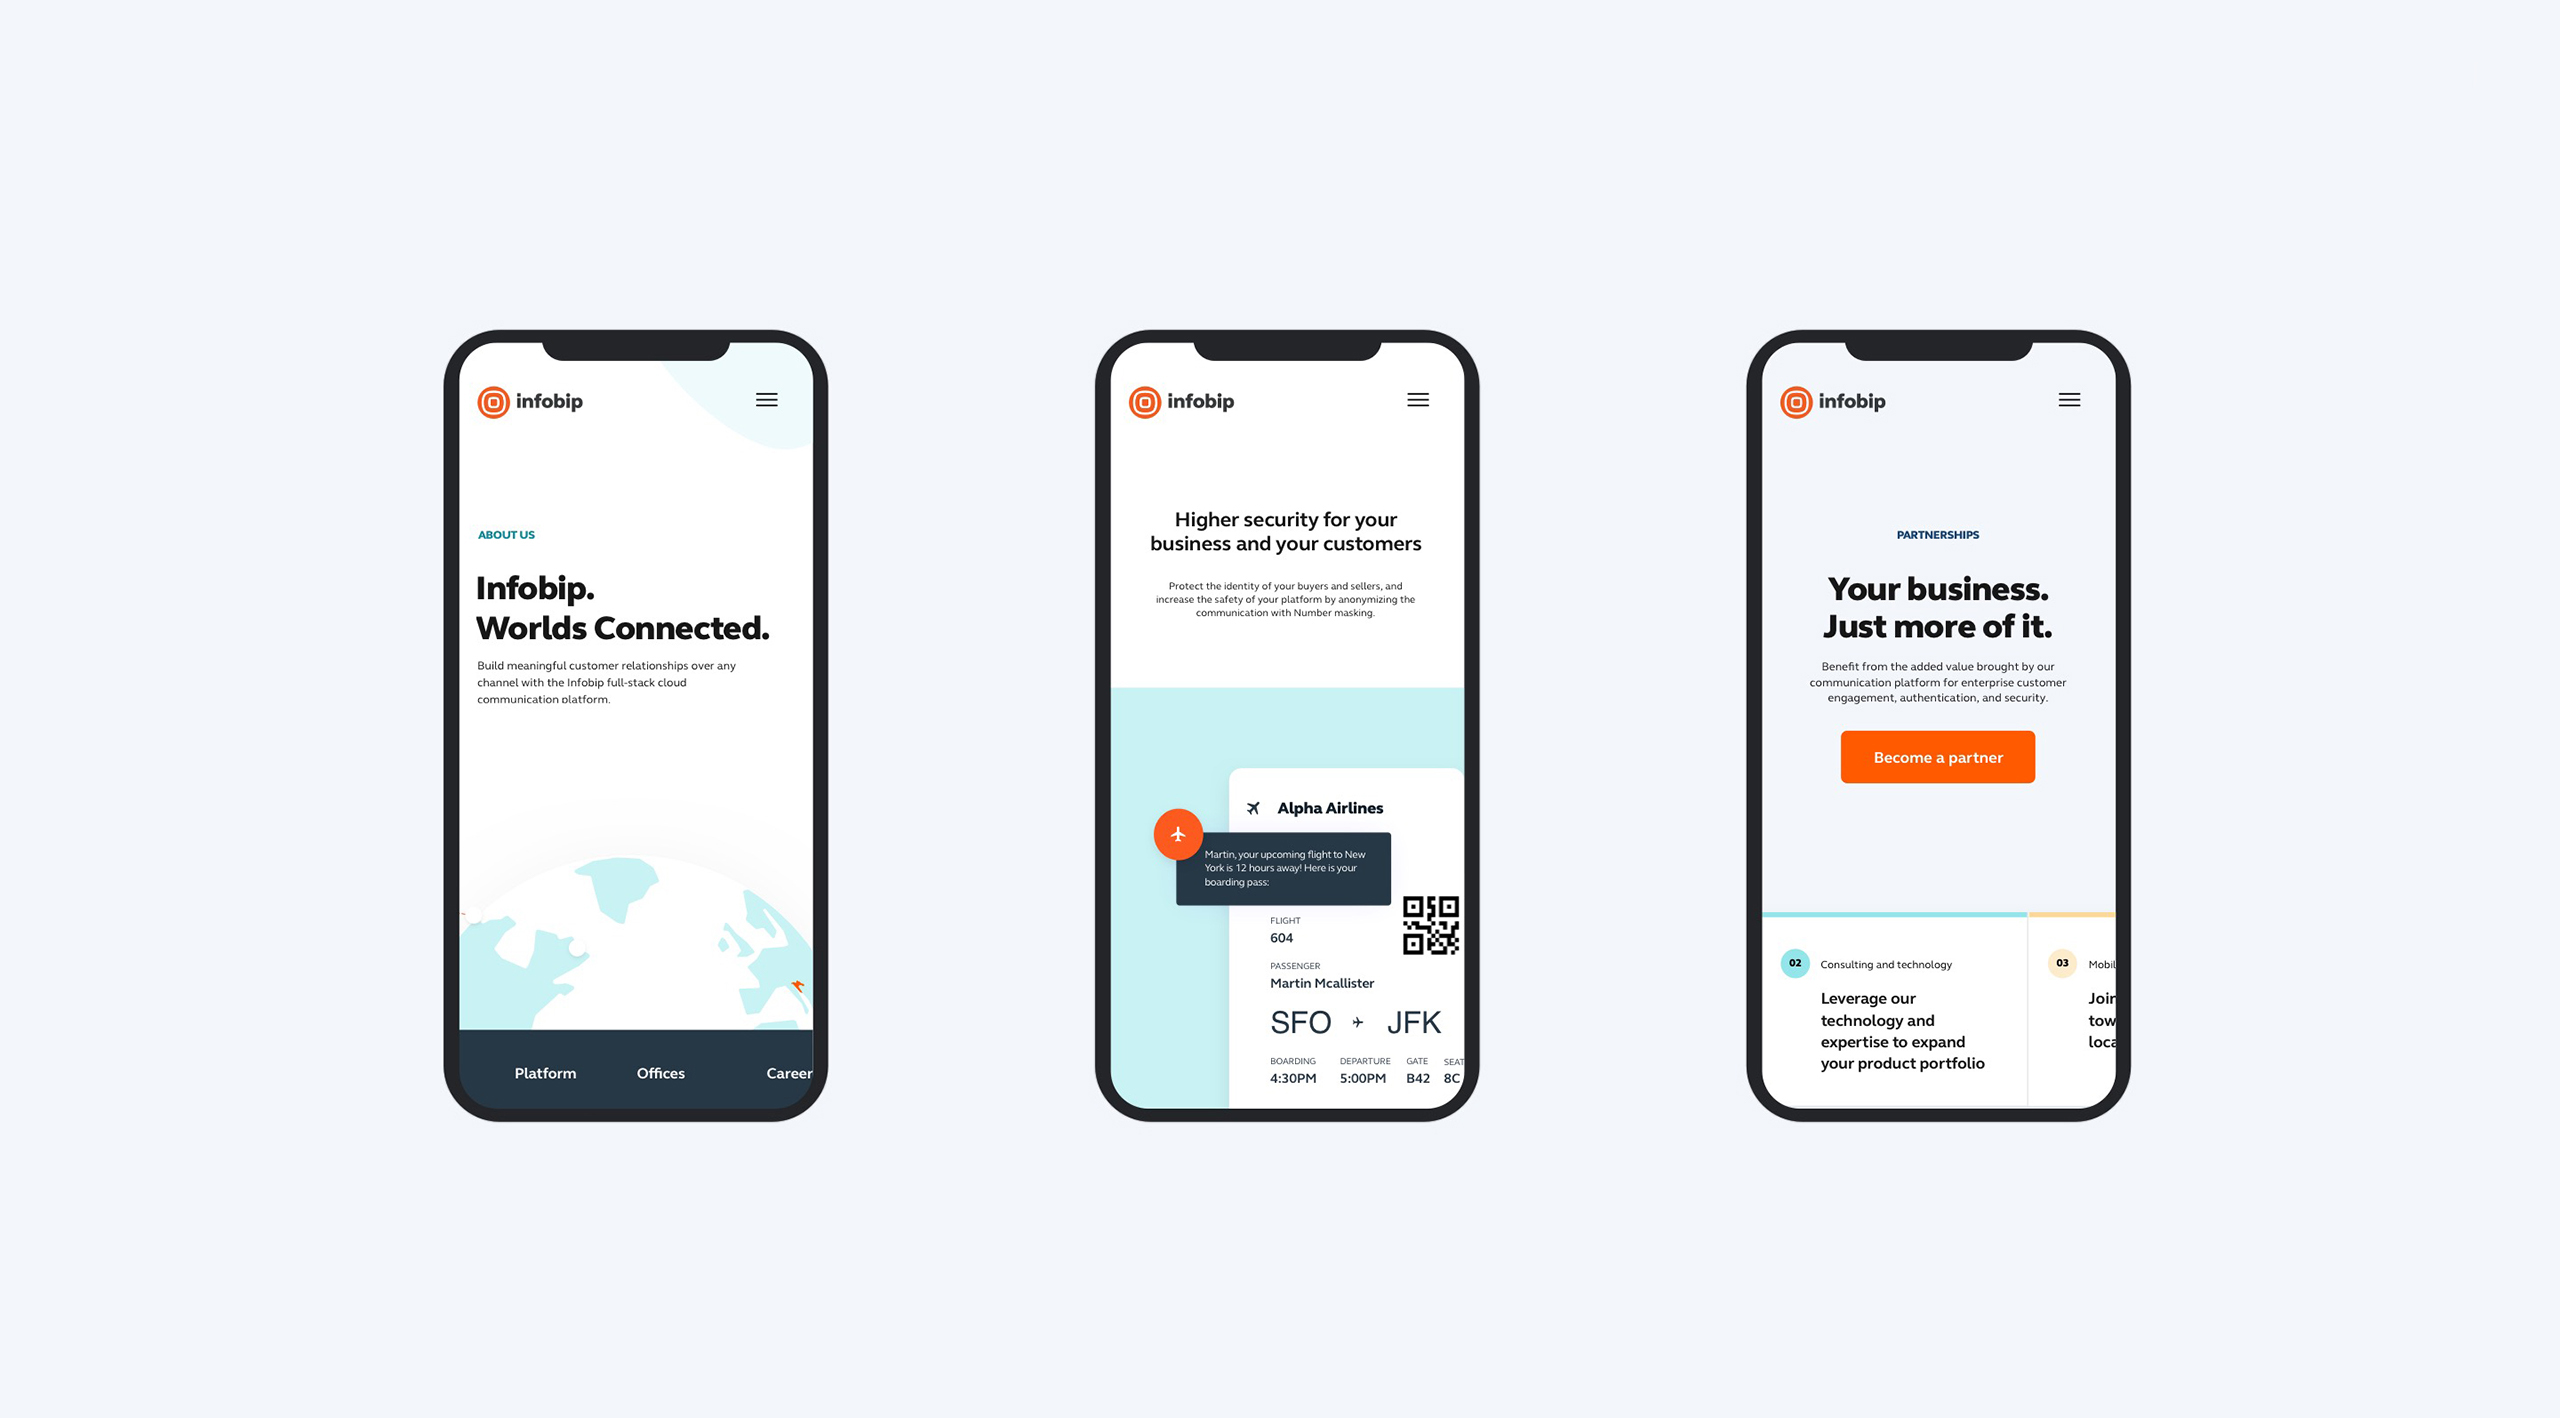 infobip
ABOUT US
Infobip.
Worlds Connected.
Build meaningful customer relationships over any
channel with the Infobip full-stack cloud
communication platform.
Platform Offices Career
infobip
Higher security for your
business and your customers
Protect the identity of your buyers and sellers, and
increase the safety of your platform by anonymizing the
communication with Number masking.
Alpha Airlines
Martin, your upcoming flight to New
York is 12 hours away! Here is your
boarding pass:
FLIGHT
604
PASSENGER
Martin Mcallister
SFO JFK
BOARDING DEPARTURE GATE SEAT
4:30PM 5:00PM B42 8C
infobip
PARTNERSHIPS
Your business.
Just more of it.
Benefit from the added value brought by our
communication platform for enterprise customer
engagement, authentication, and security.
Become a partner
02 Consulting and technology
Leverage our
technology and
expertise to expand
your product portfolio
03 Mobil
Join
tow
loca